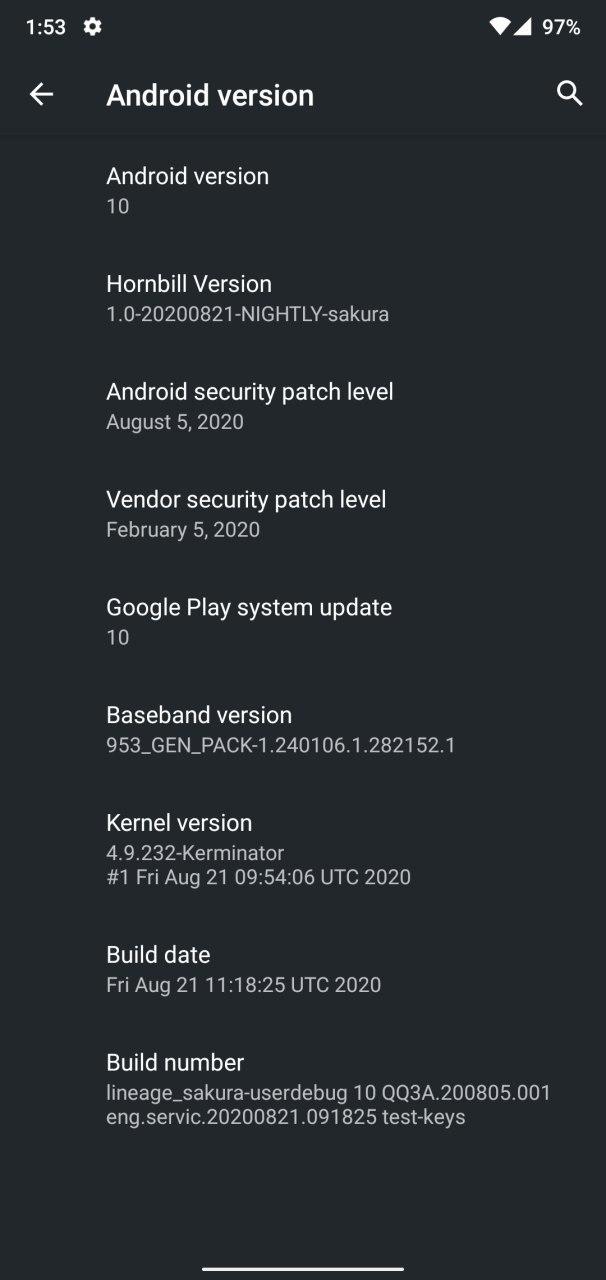 1:53 97%
Android version
Android version
10
Hornbill Version
1.0-20200821-NIGHTLY-sakura
Android security patch level
August 5, 2020
Vendor security patch level
February 5, 2020
Google Play system update
10
Baseband version
953_GEN_PACK-1.240106.1.282152.1
Kernel version
4.9.232-Kerminator
#1 Fri Aug 21 09:54:06 UTC 2020
Build date
Fri Aug 21 11:18:25 UTC 2020
Build number
lineage_sakura-userdebug 10 QQ3A.200805.001
eng.servic.20200821.091825 test-keys